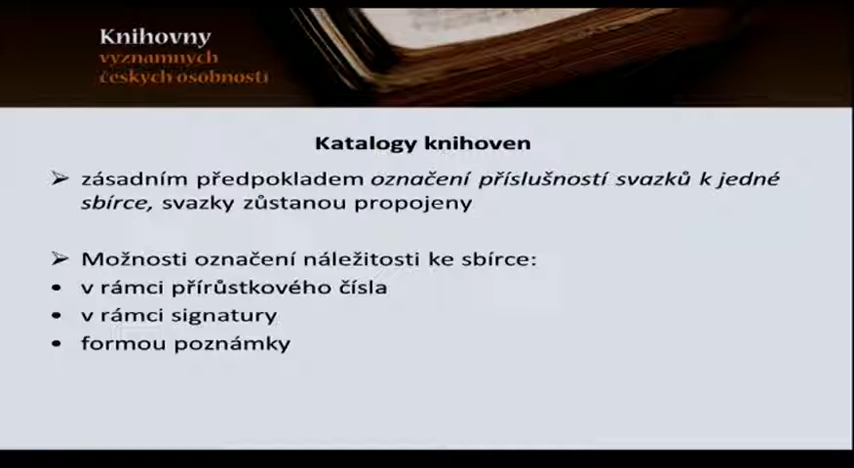 Knihovny
významných
českých osobností
Katalogy knihoven
➢ zásadním předpokladem označení příslušností svazků k jedné
sbírce, svazky zůstanou propojeny
➢ Možnosti označení náležitosti ke sbírce:
• v rámci přírůstkového čísla
• v rámci signatury
• formou poznámky